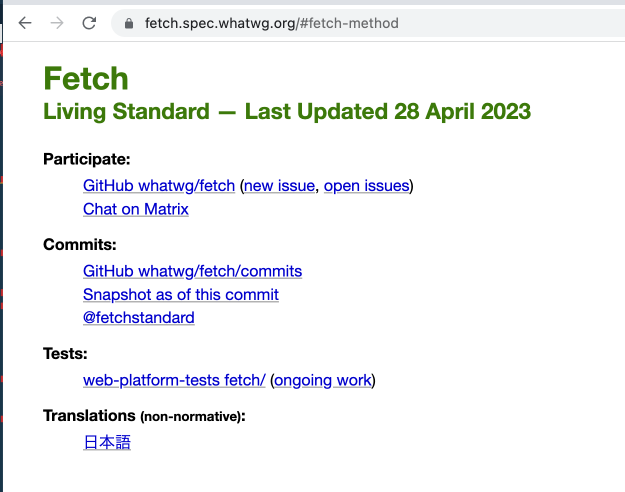 fetch.spec.whatwg.org/#fetch-method
Fetch
Living Standard — Last Updated 28 April 2023
Participate:
GitHub whatwg/fetch (new issue, open issues)
Chat on Matrix
Commits:
GitHub whatwg/fetch/commits
Snapshot as of this commit
@fetchstandard
Tests:
web-platform-tests fetch/ (ongoing work)
Translations (non-normative):
日本語